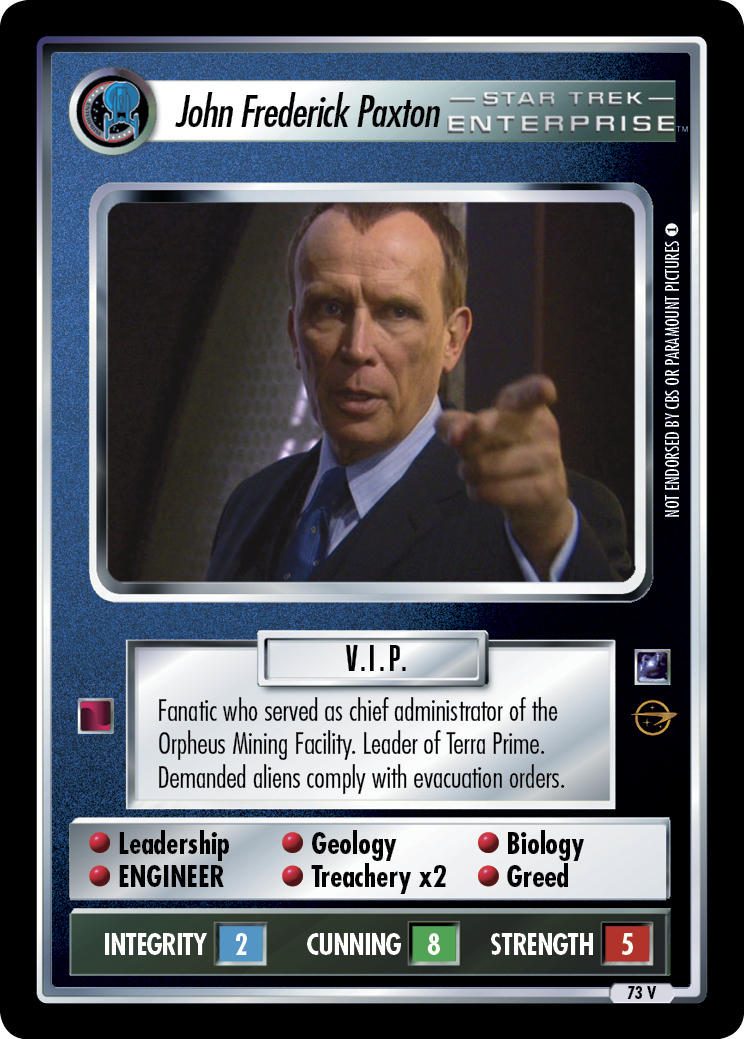 John Frederick Paxton
STAR TREK
ENTERPRISE™
NOT ENDORSED BY CBS OR PARAMOUNT PICTURES 1
V.I.P.
Fanatic who served as chief administrator of the
Orpheus Mining Facility. Leader of Terra Prime.
Demanded aliens comply with evacuation orders.
Leadership Geology Biology
ENGINEER Treachery x2 Greed
INTEGRITY 2 CUNNING 8 STRENGTH 5
73 V